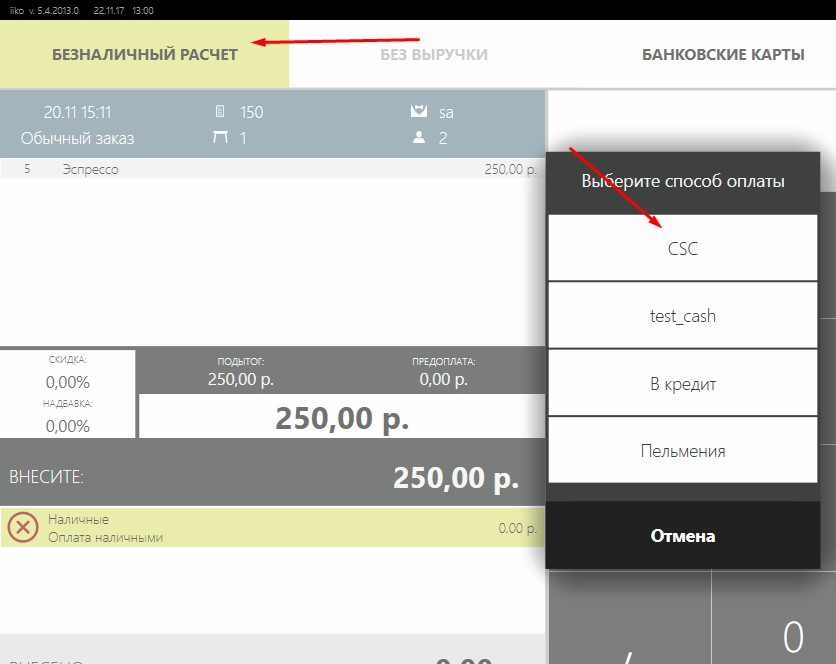 iiko v. 5.4.2013.0 22.11.17 13:00
БЕЗНАЛИЧНЫЙ РАСЧЕТ
БЕЗ ВЫРУЧКИ
БАНКОВСКИЕ КАРТЫ
20.11 15:11 150 sa
Обычный заказ 1 2
5 Эспрессо 250,00 р.
Выберите способ оплаты
CSC
test_cash
В кредит
Пельмения
Отмена
СКИДКА:
0,00%
НАДБАВКА:
0,00%
ПОДЫТОГ:
250,00 р.
ПРЕДОПЛАТА:
0,00 р.
250,00 р.
ВНЕСИТЕ: 250,00 р.
Наличные
Оплата наличными
0,00 р.
0